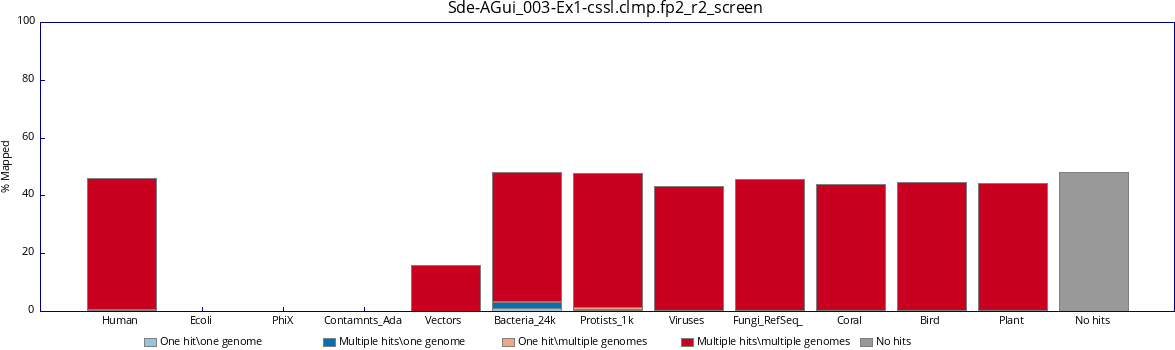 Sde-AGui_003-Ex1-cssl.clmp.fp2_r2_screen
100
80
60
40
20
0
% Mapped
Human Ecoli PhiX Contamnts_Ada Vectors Bacteria_24k Protists_1k Viruses Fungi_RefSeq_ Coral Bird Plant No hits
One hit\one genome Multiple hits\one genome One hit\multiple genomes Multiple hits\multiple genomes No hits